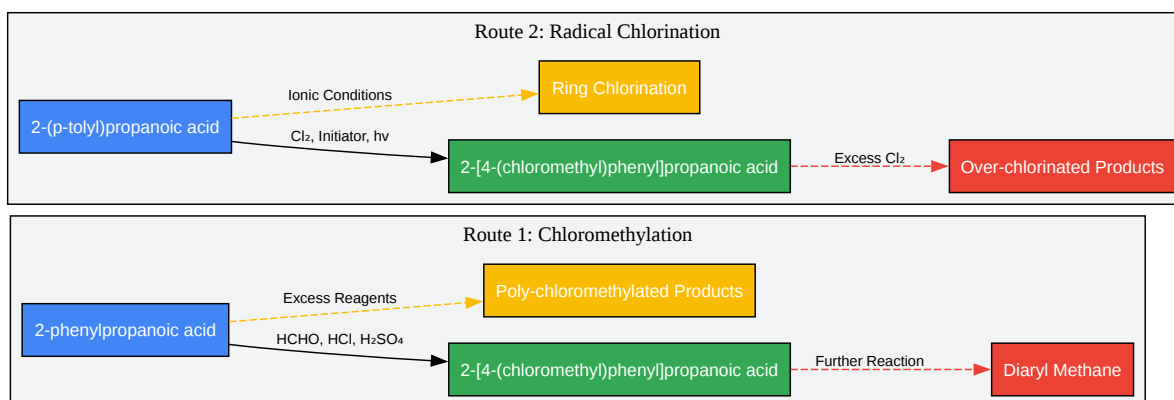 Route 2: Radical Chlorination
Ionic Conditions
Ring Chlorination
2-(p-tolyl)propanoic acid
Cl₂, Initiator, hv
2-[4-(chloromethyl)phenyl]propanoic acid
Excess Cl₂
Over-chlorinated Products
Route 1: Chloromethylation
Excess Reagents
Poly-chloromethylated Products
2-phenylpropanoic acid
HCHO, HCl, H₂SO₄
2-[4-(chloromethyl)phenyl]propanoic acid
Further Reaction
Diaryl Methane